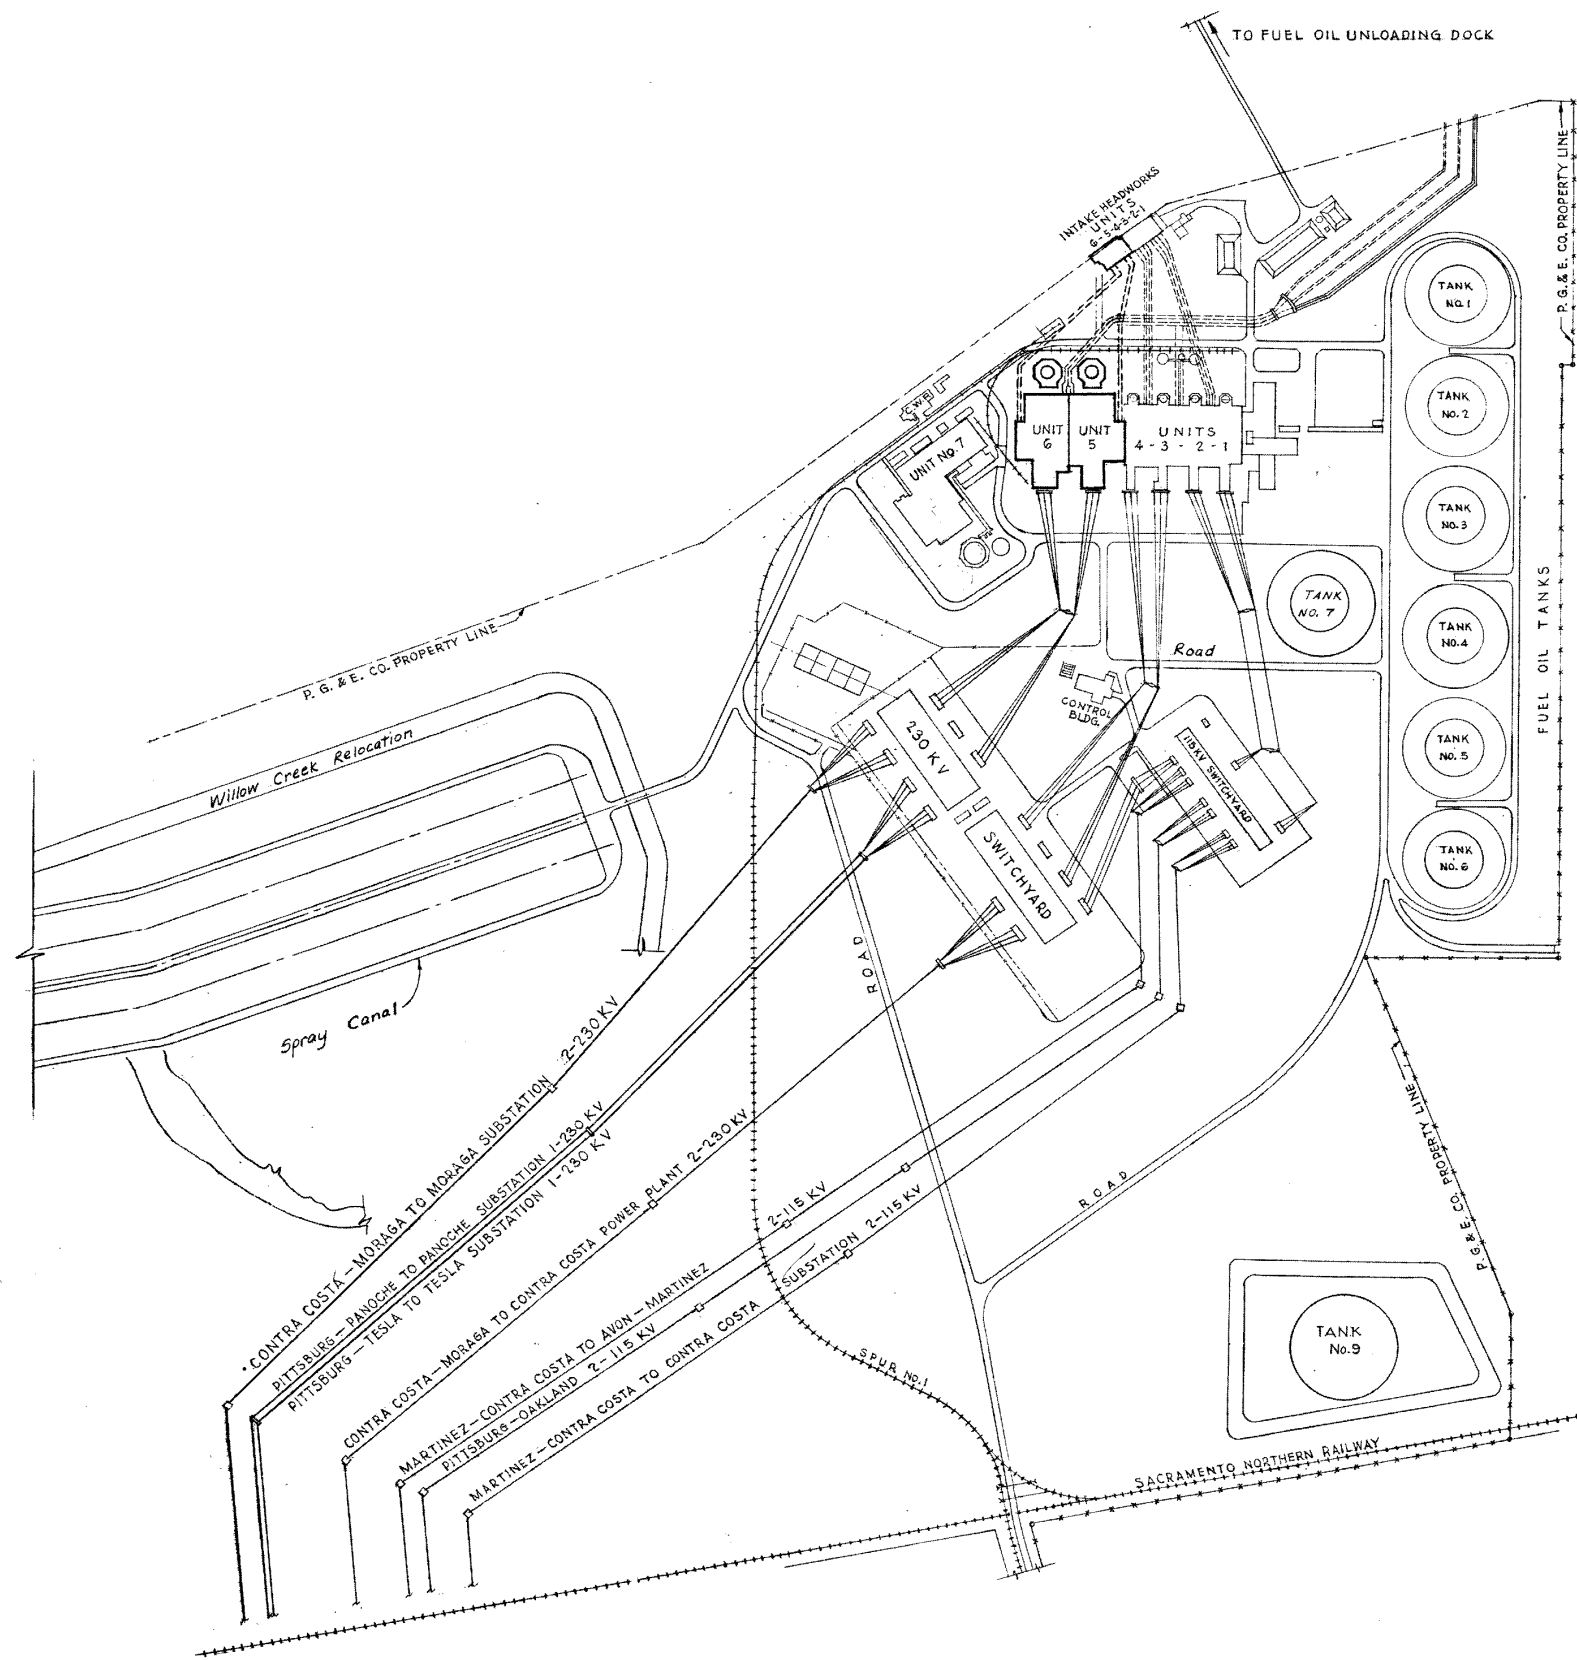 TO FUEL OIL UNLOADING DOCK
P. G. & E. CO. PROPERTY LINE
INTAKE HEADWORKS
UNITS
6-5-4-3-2-1
TANK
NO. 1
TANK
NO. 2
TANK
NO. 3
TANK
NO. 4
TANK
NO. 5
TANK
NO. 6
FUEL OIL TANKS
UNIT
6
UNIT
5
UNITS
4-3-2-1
UNIT NO. 7
TANK
NO. 7
Road
CONTROL
BLDG.
230 KV
SWITCHYARD
115 KV SWITCHYARD
P. G. & E. CO. PROPERTY LINE
Willow Creek Relocation
Spray Canal
ROAD
ROAD
P. G. & E. CO. PROPERTY LINE
CONTRA COSTA-MORAGA TO MORAGA SUBSTATION 2-230 KV
PITTSBURG-PANOCHE TO PANOCHE SUBSTATION 1-230 KV
PITTSBURG-TESLA TO TESLA SUBSTATION 1-230 KV
CONTRA COSTA-MORAGA TO CONTRA COSTA POWER PLANT 2-230 KV
MARTINEZ-CONTRA COSTA TO AVON-MARTINEZ 2-115 KV
PITTSBURG-OAKLAND 2-115 KV
MARTINEZ-CONTRA COSTA TO CONTRA COSTA SUBSTATION 2-115 KV
SPUR NO. 1
TANK
No. 9
SACRAMENTO NORTHERN RAILWAY